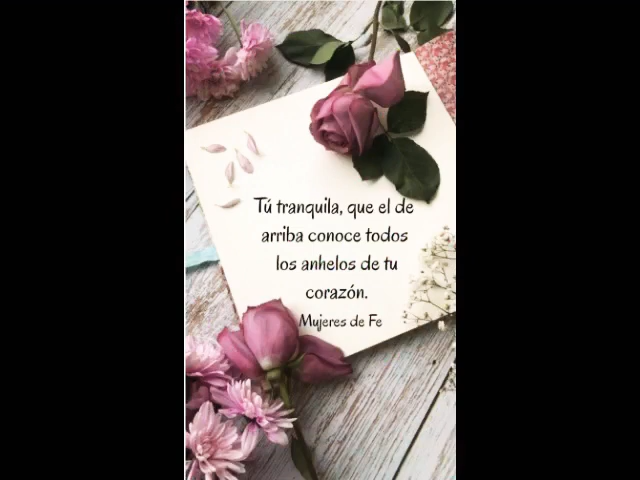 Tú tranquila, que el de
arriba conoce todos
los anhelos de tu
corazón.
Mujeres de Fe